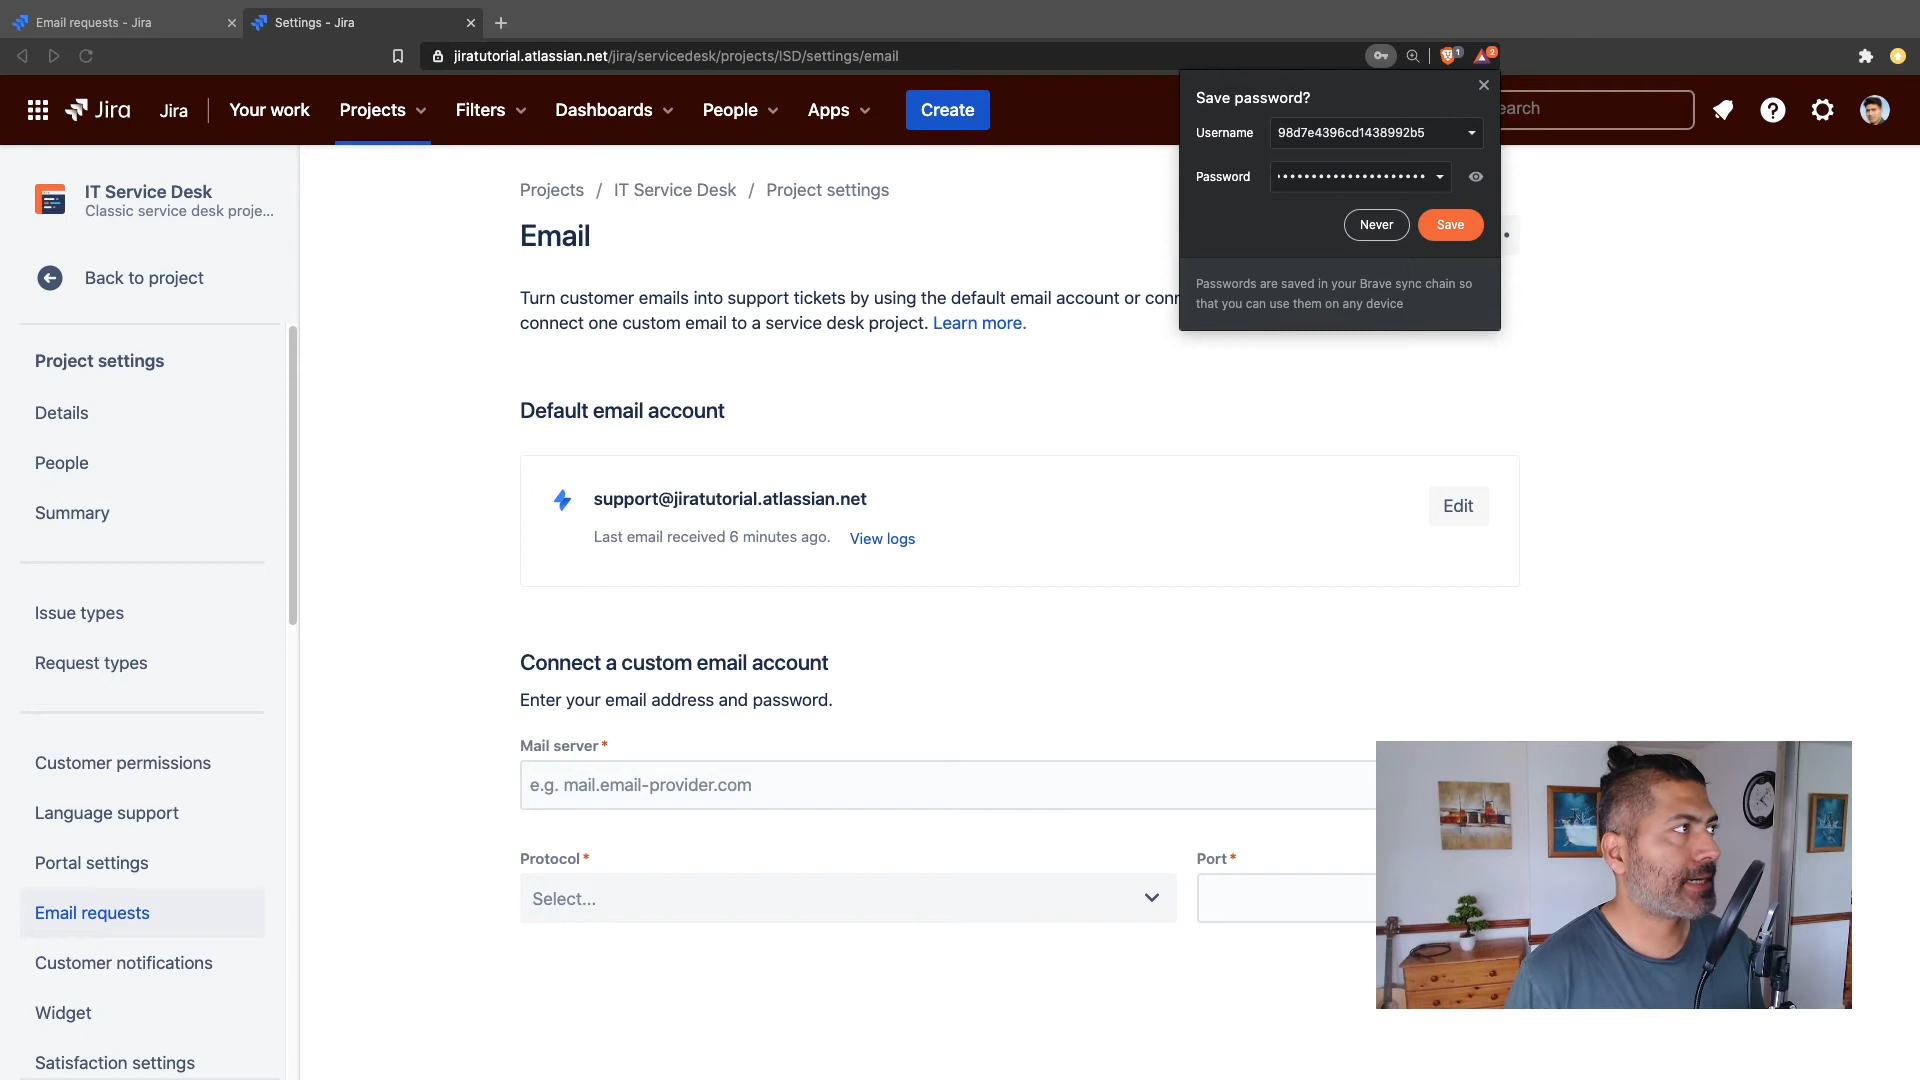 Email requests - Jira
Settings - Jira
jiratutorial.atlassian.net/jira/servicedesk/projects/ISD/settings/email
1
2
Jira
Jira
Your work
Projects
Filters
Dashboards
People
Apps
Create
earch
Save password?
Username
98d7e4396cd1438992b5
Password
Never
Save
Passwords are saved in your Brave sync chain so
that you can use them on any device
IT Service Desk
Classic service desk proje...
Back to project
Project settings
Details
People
Summary
Issue types
Request types
Customer permissions
Language support
Portal settings
Email requests
Customer notifications
Widget
Satisfaction settings
Projects / IT Service Desk / Project settings
Email
Turn customer emails into support tickets by using the default email account or conn
connect one custom email to a service desk project. Learn more.
Default email account
support@jiratutorial.atlassian.net
Last email received 6 minutes ago. View logs
Edit
Connect a custom email account
Enter your email address and password.
Mail server*
e.g. mail.email-provider.com
Protocol*
Select...
Port*